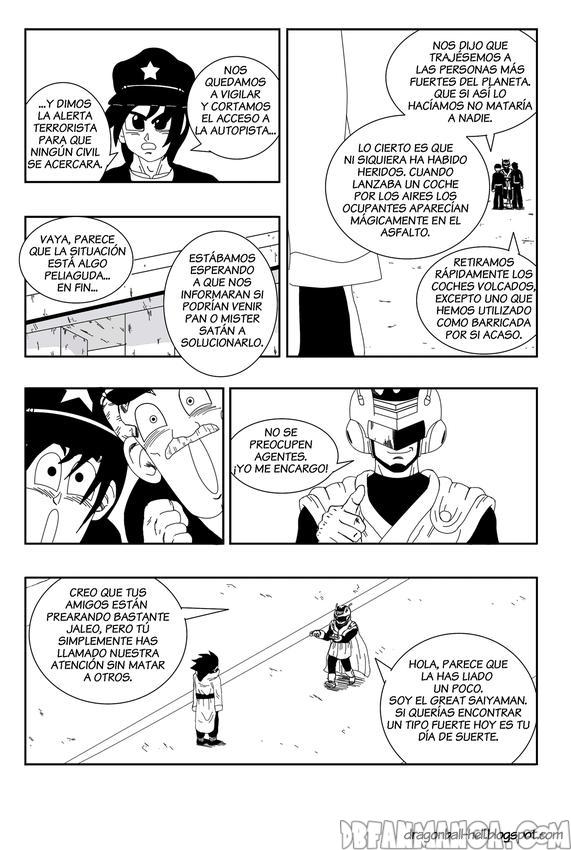 NOS
QUEDAMOS
A VIGILAR
Y CORTAMOS
EL ACCESO A
LA AUTOPISTA...
...Y DIMOS
LA ALERTA
TERRORISTA
PARA QUE
NINGÚN CIVIL
SE ACERCARA.
NOS DIJO QUE
TRAJÉSEMOS A
LAS PERSONAS MÁS
FUERTES DEL PLANETA.
QUE SI ASÍ LO
HACÍAMOS NO MATARÍA
A NADIE.
LO CIERTO ES QUE
NI SIQUIERA HA HABIDO
HERIDOS. CUANDO
LANZABA UN COCHE
POR LOS AIRES LOS
OCUPANTES APARECÍAN
MÁGICAMENTE EN EL
ASFALTO.
RETIRAMOS
RÁPIDAMENTE LOS
COCHES VOLCADOS,
EXCEPTO UNO QUE
HEMOS UTILIZADO
COMO BARRICADA
POR SI ACASO.
VAYA, PARECE
QUE LA SITUACIÓN
ESTÁ ALGO
PELIAGUDA...
EN FIN...
ESTÁBAMOS
ESPERANDO
A QUE NOS
INFORMARAN SI
PODRÍAN VENIR
PAN O MISTER
SATÁN A
SOLUCIONARLO.
NO SE
PREOCUPEN
AGENTES.
¡YO ME ENCARGO!
CREO QUE TUS
AMIGOS ESTÁN
PREARANDO BASTANTE
JALEO, PERO TÚ
SIMPLEMENTE HAS
LLAMADO NUESTRA
ATENCIÓN SIN MATAR
A OTROS.
HOLA, PARECE QUE
LA HAS LIADO
UN POCO.
SOY EL GREAT SAIYAMAN.
SI QUERÍAS ENCONTRAR
UN TIPO FUERTE HOY ES TU
DÍA DE SUERTE.
dragonball-hell.blogspot.com
DBFANMANGA.COM